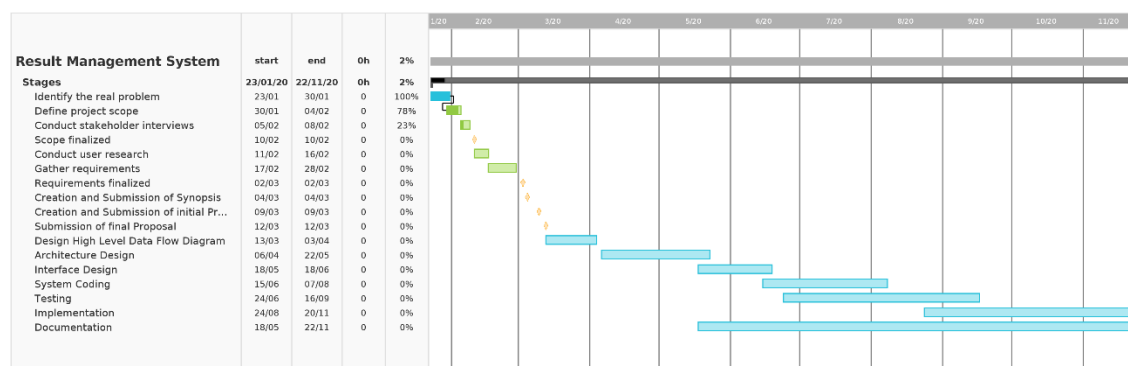 1/20 2/20 3/20 4/20 5/20 6/20 7/20 8/20 9/20 10/20 11/20
Result Management System start end 0h 2%
Stages 23/01/20 22/11/20 0h 2%
Identify the real problem 23/01 30/01 0 100%
Define project scope 30/01 04/02 0 78%
Conduct stakeholder interviews 05/02 08/02 0 23%
Scope finalized 10/02 10/02 0 0%
Conduct user research 11/02 16/02 0 0%
Gather requirements 17/02 28/02 0 0%
Requirements finalized 02/03 02/03 0 0%
Creation and Submission of Synopsis 04/03 04/03 0 0%
Creation and Submission of initial Pr... 09/03 09/03 0 0%
Submission of final Proposal 12/03 12/03 0 0%
Design High Level Data Flow Diagram 13/03 03/04 0 0%
Architecture Design 06/04 22/05 0 0%
Interface Design 18/05 18/06 0 0%
System Coding 15/06 07/08 0 0%
Testing 24/06 16/09 0 0%
Implementation 24/08 20/11 0 0%
Documentation 18/05 22/11 0 0%